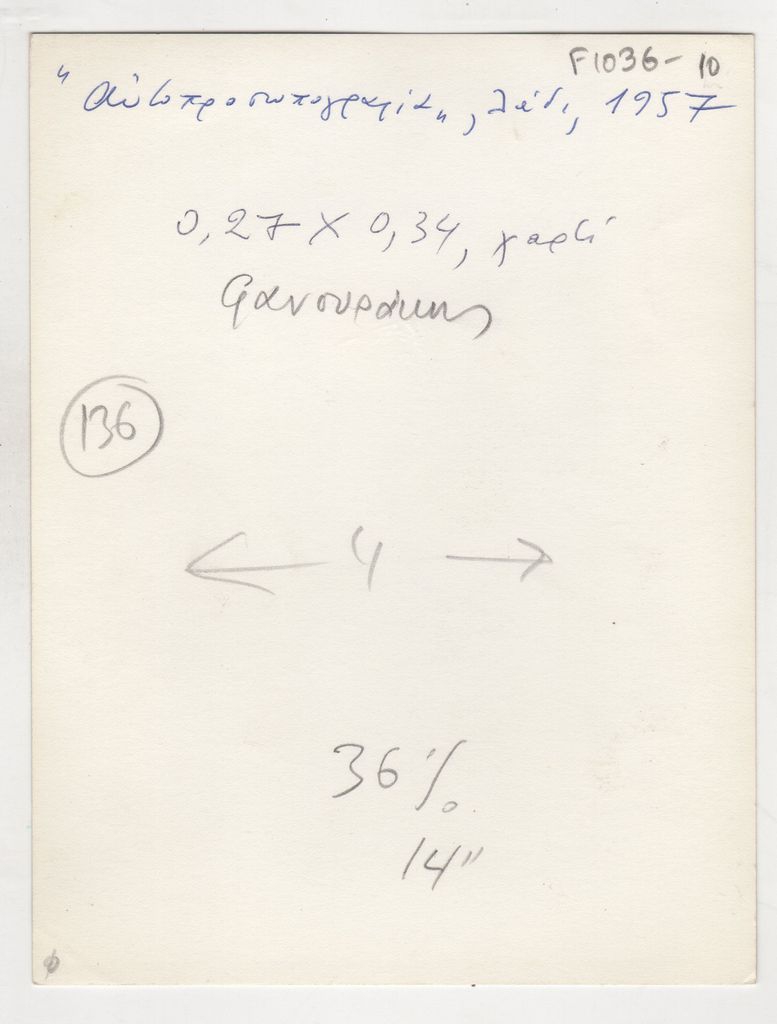 F1036-10
"Αὐτοπροσωπογραφία", λάδι, 1957
0,27 X 0,34, χαρτί
Φανουράκης
136
← 4 →
36%
14"
φ